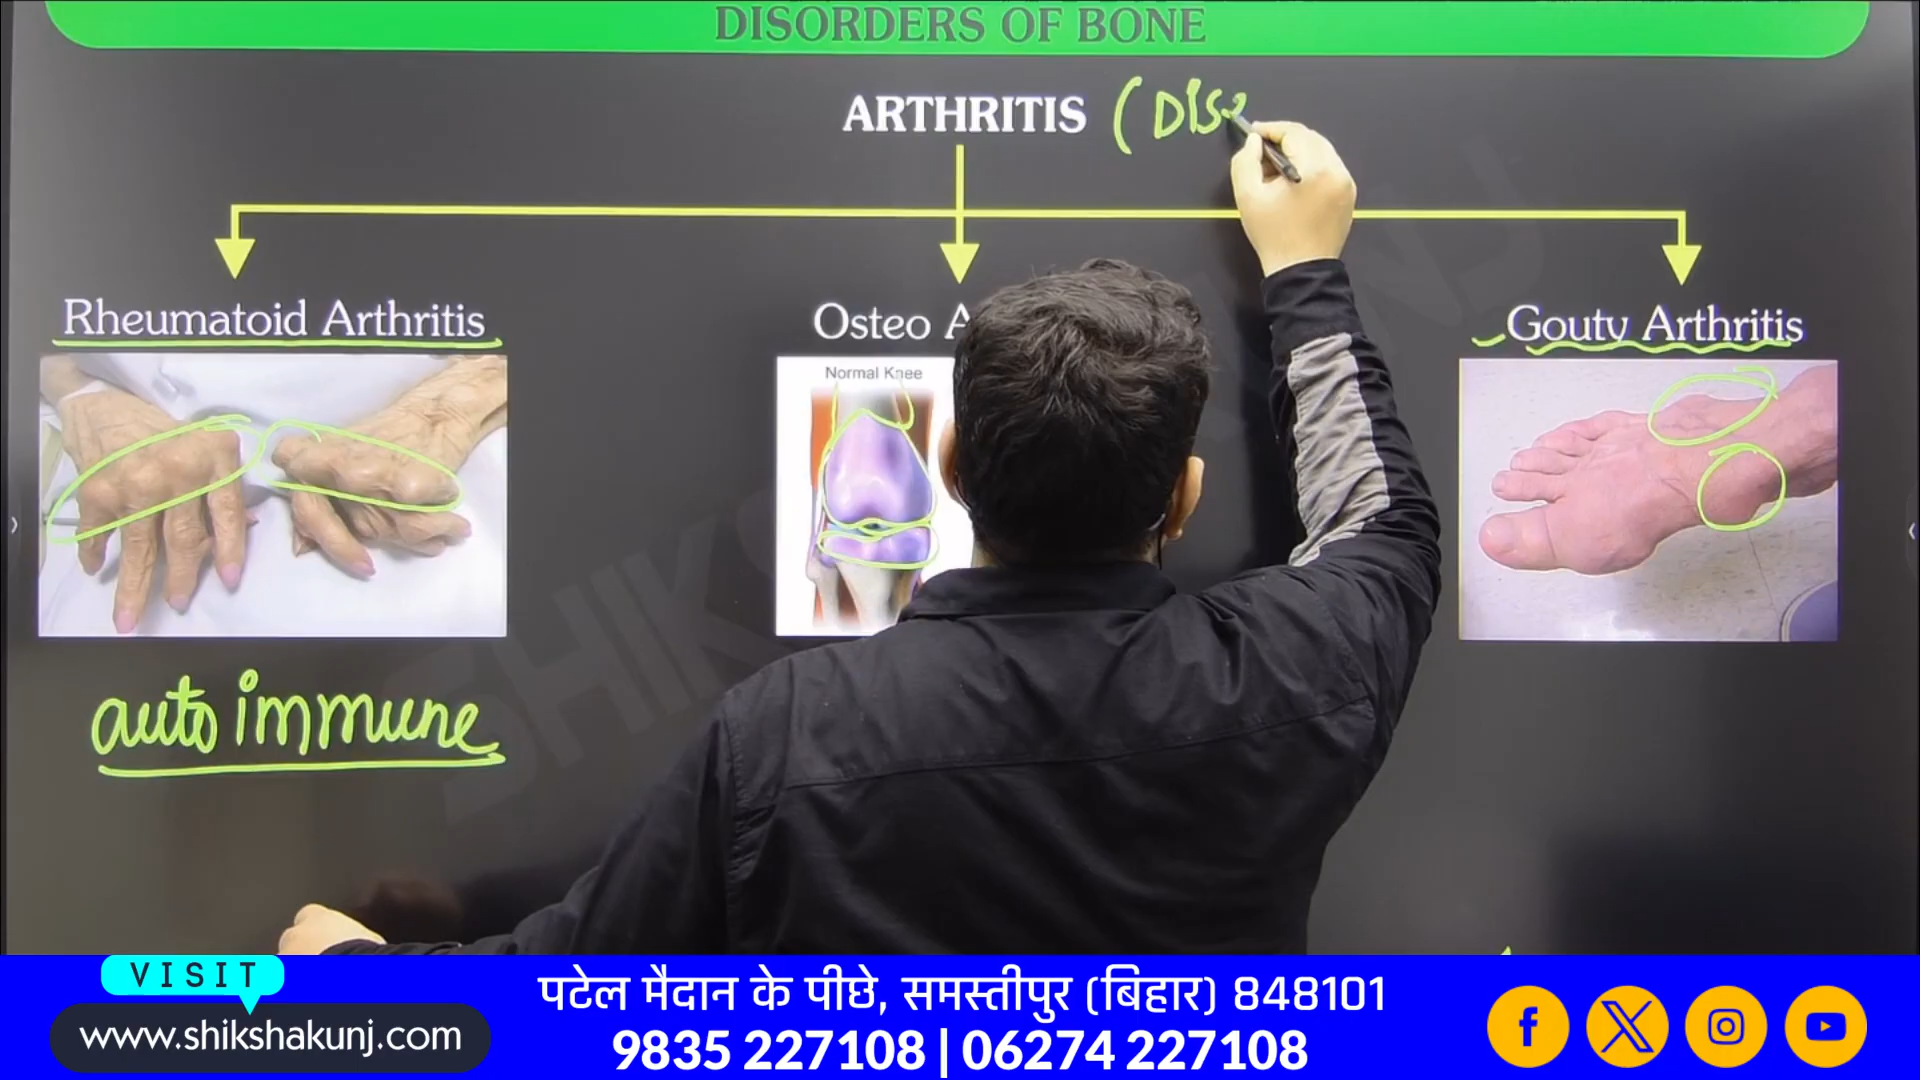 DISORDERS OF BONE
ARTHRITIS (DIS
Rheumatoid Arthritis
Osteo A
Gouty Arthritis
Normal Knee
auto immune
VISIT
www.shikshakunj.com
पटेल मैदान के पीछे, समस्तीपुर (बिहार) 848101
9835 227108 | 06274 227108